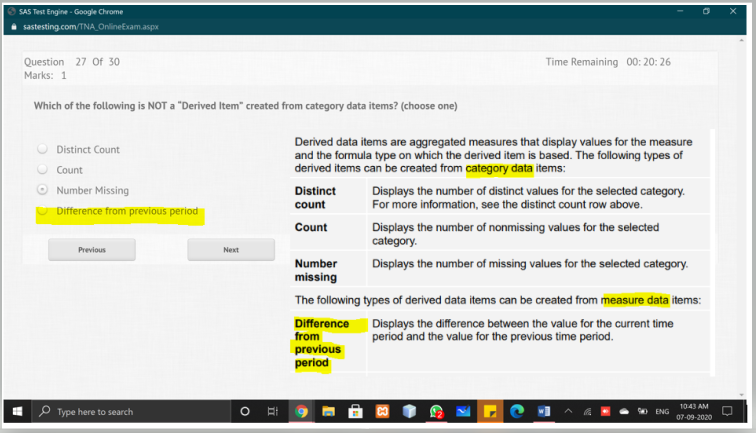 SAS Test Engine - Google Chrome
sastesting.com/TNA_OnlineExam.aspx
Question 27 Of 30
Time Remaining 00: 20: 26
Marks: 1
Which of the following is NOT a "Derived Item" created from category data items? (choose one)
Distinct Count
Count
Number Missing
Difference from previous period
Previous
Next
Derived data items are aggregated measures that display values for the measure
and the formula type on which the derived item is based. The following types of
derived items can be created from category data items:
Distinct
count
Displays the number of distinct values for the selected category.
For more information, see the distinct count row above.
Count
Displays the number of nonmissing values for the selected
category.
Number
missing
Displays the number of missing values for the selected category.
The following types of derived data items can be created from measure data items:
Difference
from
previous
period
Displays the difference between the value for the current time
period and the value for the previous time period.
Type here to search
ENG
10:43 AM
07-09-2020